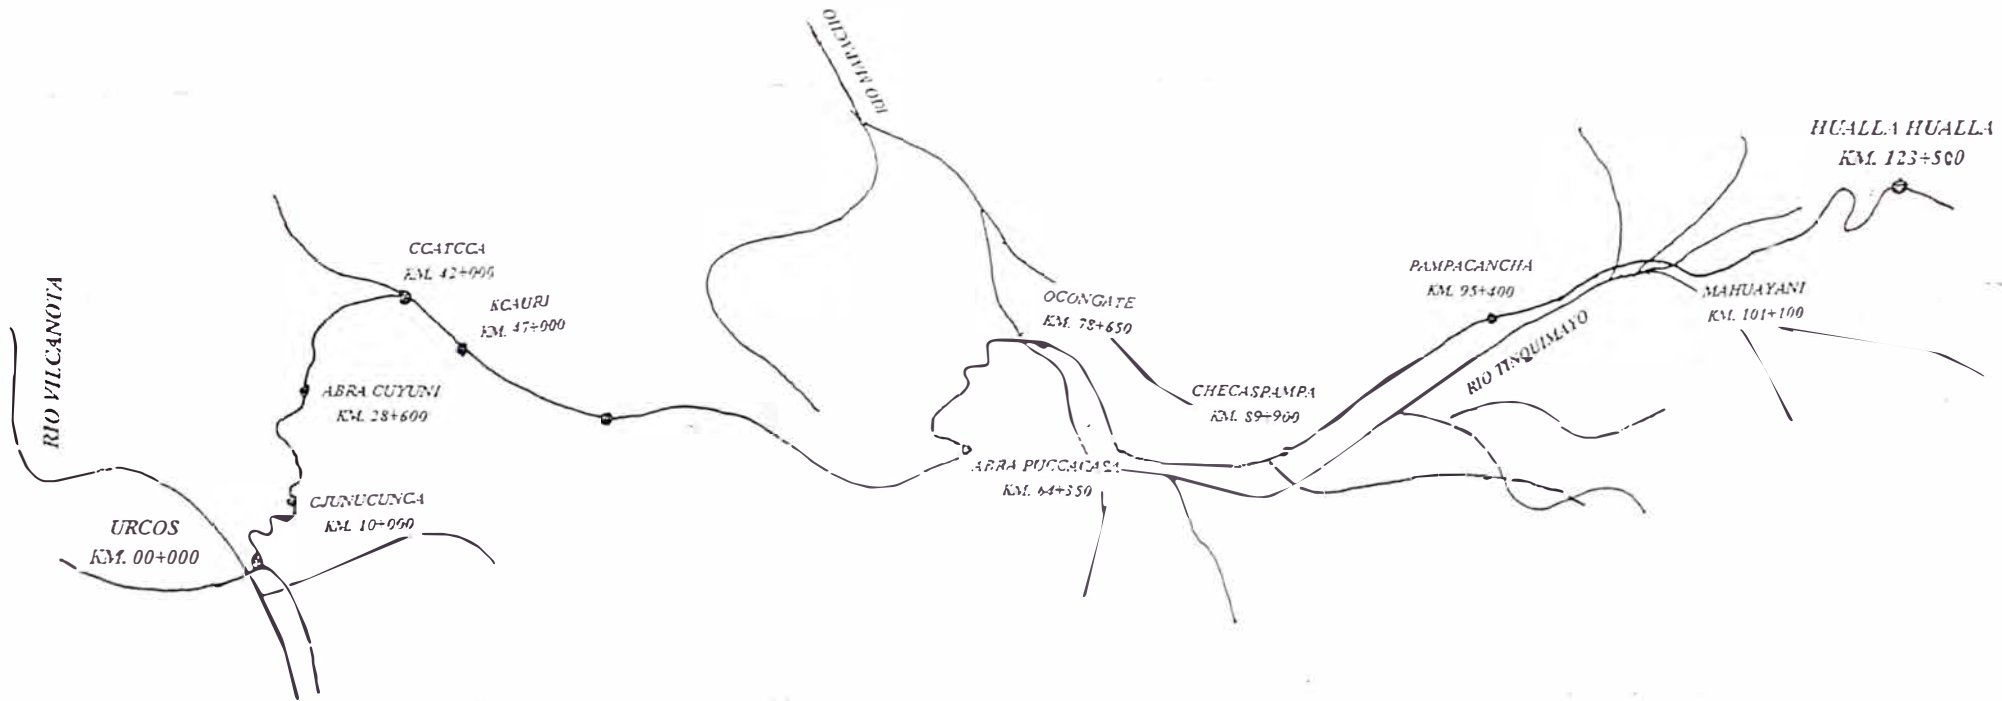 RIO MAPACHO
HUALLA HUALLA
KM. 123+500
CCATCCA
KM. 42+000
KCAURI
KM. 47+000
PAMPACANCHA
KM. 95+400
MAHUAYANI
KM. 101+100
OCONGATE
KM. 78+650
RIO VILCANOTA
RIO TINQUIMAYO
ABRA CUYUNI
KM. 28+600
CHECASPAMPA
KM. 89+900
ABRA PUCCACASA
KM. 64+350
CJUNUCUNCA
KM. 10+000
URCOS
KM. 00+000